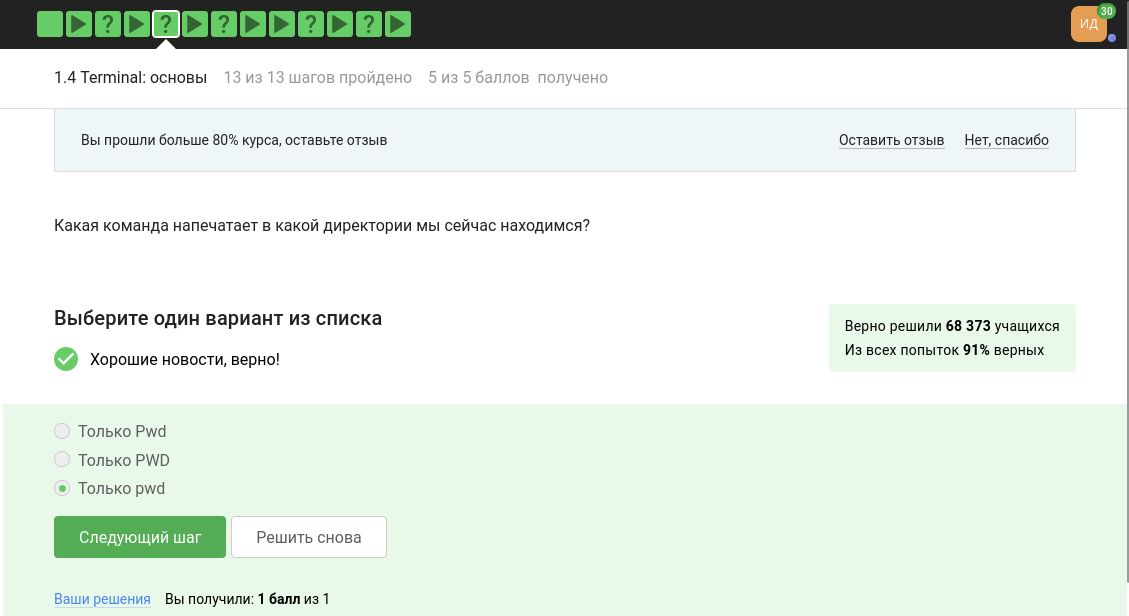 ? ? ? ? ?
ИД 30
1.4 Terminal: основы 13 из 13 шагов пройдено 5 из 5 баллов получено
Вы прошли больше 80% курса, оставьте отзыв Оставить отзыв Нет, спасибо
Какая команда напечатает в какой директории мы сейчас находимся?
Выберите один вариант из списка
Хорошие новости, верно!
Верно решили 68 373 учащихся
Из всех попыток 91% верных
Только Pwd
Только PWD
Только pwd
Следующий шаг Решить снова
Ваши решения Вы получили: 1 балл из 1